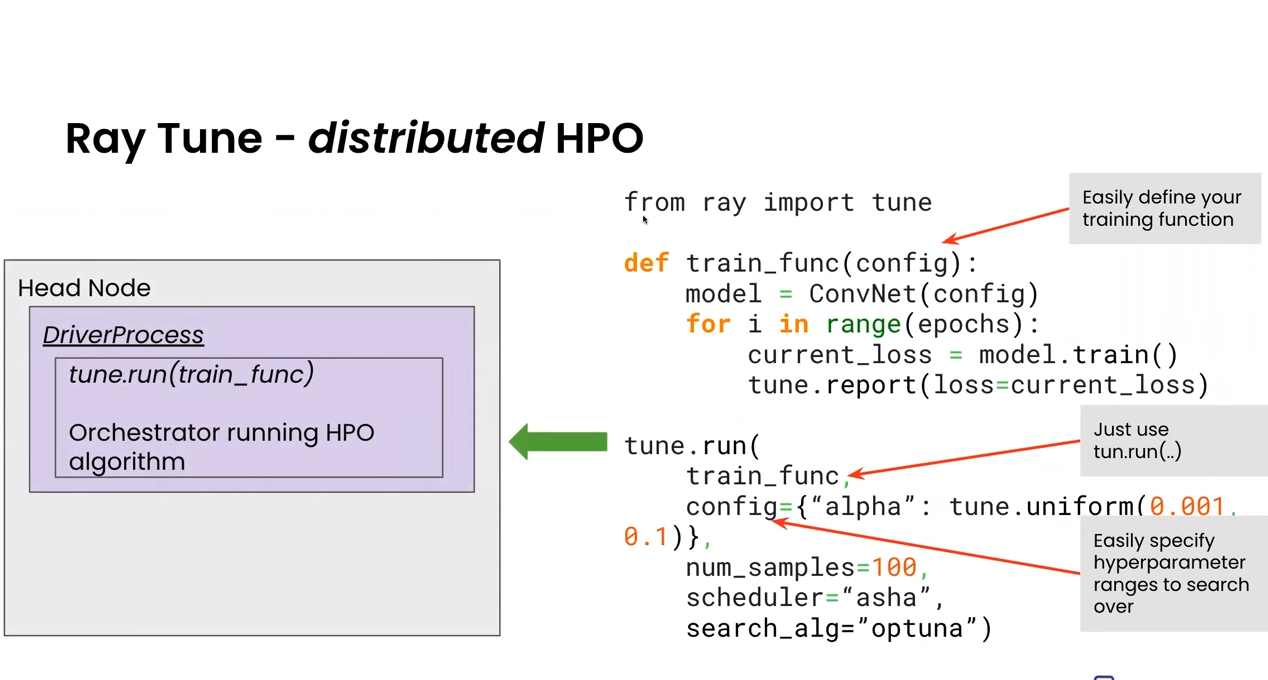 Ray Tune - distributed HPO
Head Node
DriverProcess
tune.run(train_func)
Orchestrator running HPO
algorithm
from ray import tune
def train_func(config):
    model = ConvNet(config)
    for i in range(epochs):
        current_loss = model.train()
        tune.report(loss=current_loss)
tune.run(
    train_func,
    config={“alpha”: tune.uniform(0.001,
0.1)},
    num_samples=100,
    scheduler=“asha”,
    search_alg=”optuna”)
Easily define your
training function
Just use
tun.run(..)
Easily specify
hyperparameter
ranges to search
over